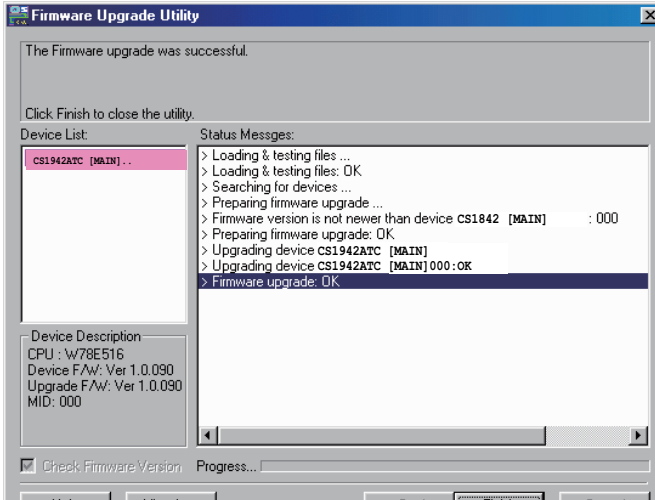 Firmware Upgrade Utility
The Firmware upgrade was successful.
Click Finish to close the utility.
Device List:
CS1942ATC [MAIN]..
Status Messges:
> Loading & testing files ...
> Loading & testing files: OK
> Searching for devices ...
> Preparing firmware upgrade ...
> Firmware version is not newer than device CS1842 [MAIN] : 000
> Preparing firmware upgrade: OK
> Upgrading device CS1942ATC [MAIN]
> Upgrading device CS1942ATC [MAIN]000:OK
> Firmware upgrade: OK
Device Description
CPU : W78E516
Device F/W: Ver 1.0.090
Upgrade F/W: Ver 1.0.090
MID: 000
Check Firmware Version
Progress...